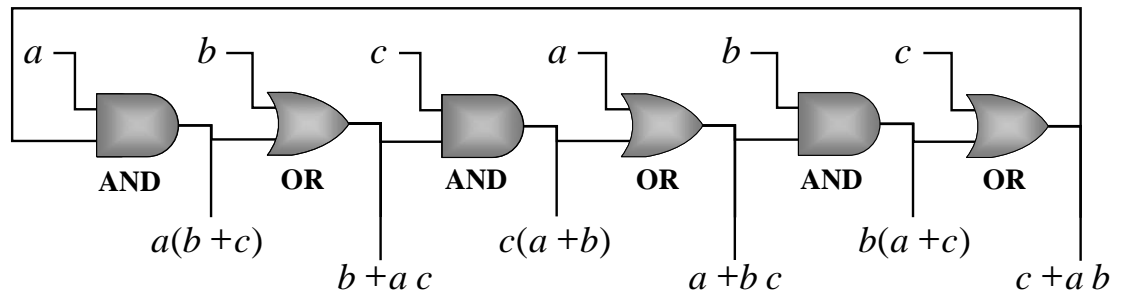 a b c a b c
AND OR AND OR AND OR
a(b +c) c(a +b) b(a +c)
b +a c a +b c c +a b